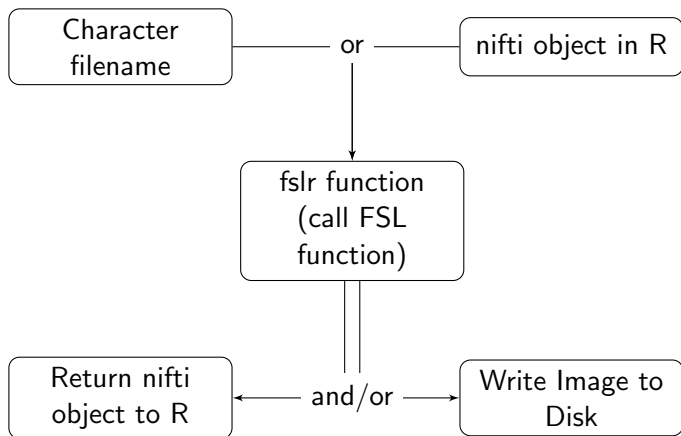 Character
filename
or
nifti object in R
fslr function
(call FSL
function)
Return nifti
object to R
and/or
Write Image to
Disk